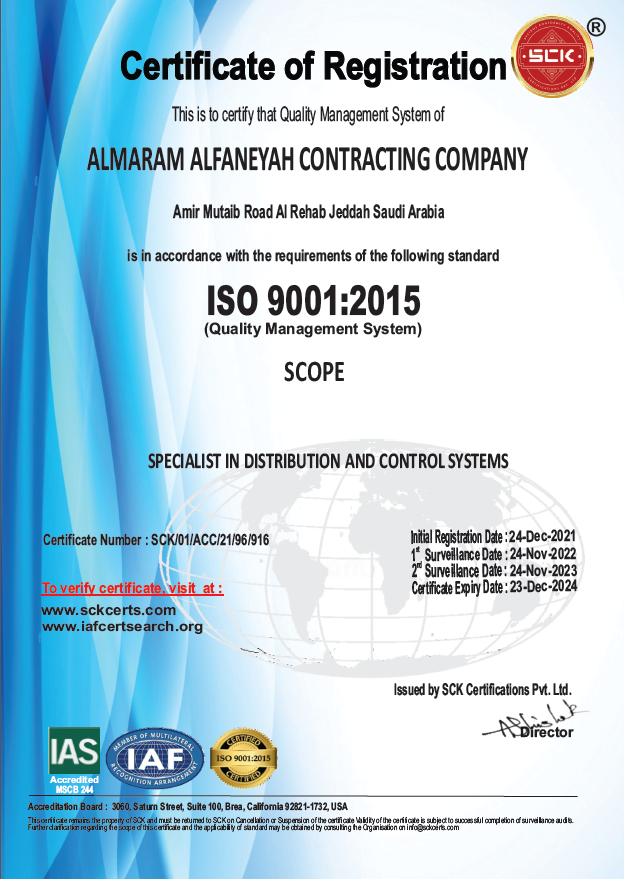 ®
Certificate of Registration
SCK
This is to certify that Quality Management System of
ALMARAM ALFANEYAH CONTRACTING COMPANY
Amir Mutaib Road Al Rehab Jeddah Saudi Arabia
is in accordance with the requirements of the following standard
ISO 9001:2015
(Quality Management System)
SCOPE
SPECIALIST IN DISTRIBUTION AND CONTROL SYSTEMS
Certificate Number : SCK/01/ACC/21/96/916
Initial Registration Date : 24-Dec-2021
1st Surveillance Date : 24-Nov-2022
2nd Surveillance Date : 24-Nov-2023
Certificate Expiry Date : 23-Dec-2024
To verify certificate, visit at :
www.sckcerts.com
www.iafcertsearch.org
Issued by SCK Certifications Pvt. Ltd.
Abhishek
Director
IAS
Accredited
MSCB 244
MEMBER OF MULTILATERAL
IAF
RECOGNITION ARRANGEMENT
CERTIFIED
ISO 9001:2015
CERTIFIED
Accreditation Board : 3060, Saturn Street, Suite 100, Brea, California 92821-1732, USA
This certificate remains the property of SCK and must be returned to SCK on Cancellation or Suspension of the certificate Validity of the certificate is subject to successful completion of surveillance audits.
Further clarification regarding the scope of this certificate and the applicability of standard may be obtained by consulting the Organisation on info@sckcerts.com